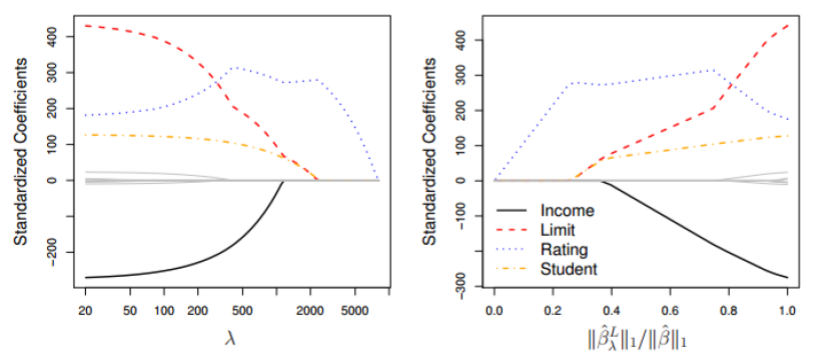 Standardized Coefficients
400
300
200
100
0
−200
20 50 100 200 500 2000 5000
λ
Standardized Coefficients
400
300
200
100
0
−100
−300
Income
Limit
Rating
Student
0.0 0.2 0.4 0.6 0.8 1.0
‖β̂λᴸ‖₁/‖β̂‖₁